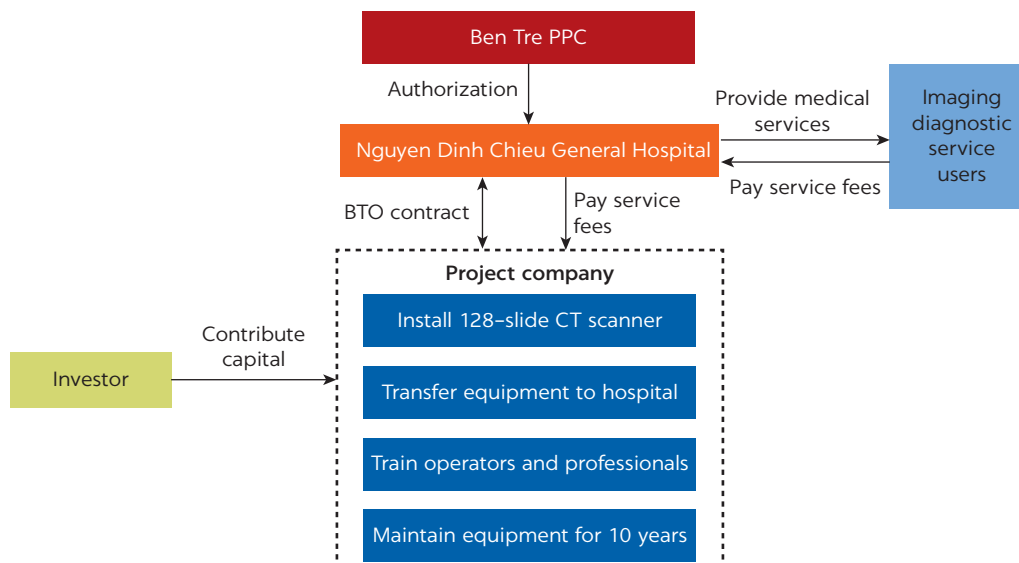 Ben Tre PPC
Authorization
Nguyen Dinh Chieu General Hospital
Provide medical
services
Pay service fees
Imaging
diagnostic
service
users
BTO contract
Pay service
fees
Project company
Install 128–slide CT scanner
Transfer equipment to hospital
Train operators and professionals
Maintain equipment for 10 years
Contribute
capital
Investor